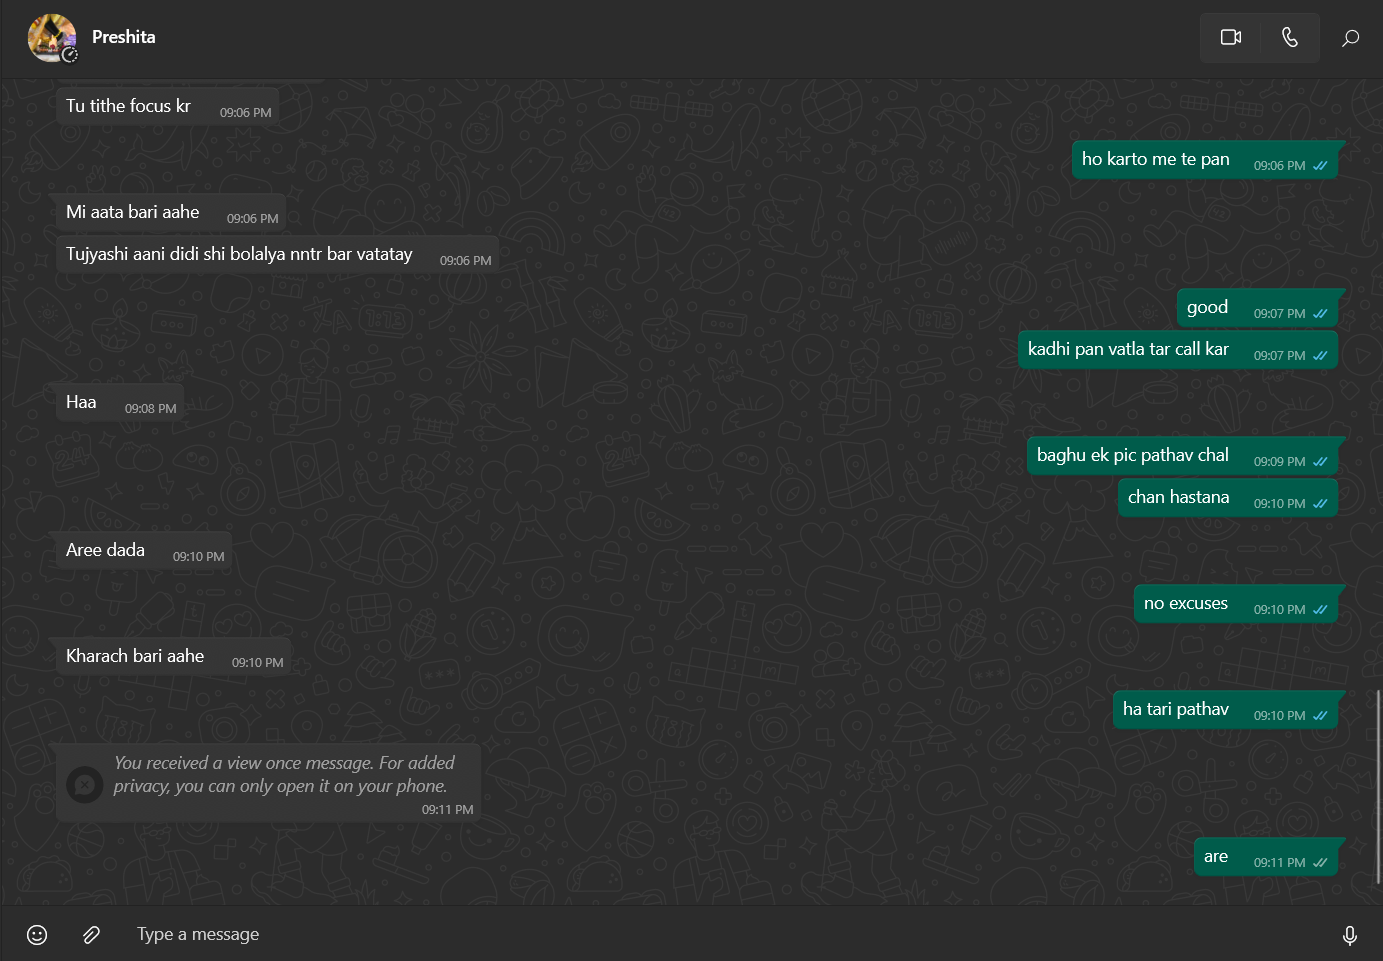 Preshita
Tu tithe focus kr
09:06 PM
ho karto me te pan
09:06 PM
Mi aata bari aahe
09:06 PM
Tujyashi aani didi shi bolalya nntr bar vatatay
09:06 PM
good
09:07 PM
kadhi pan vatla tar call kar
09:07 PM
Haa
09:08 PM
baghu ek pic pathav chal
09:09 PM
chan hastana
09:10 PM
Aree dada
09:10 PM
no excuses
09:10 PM
Kharach bari aahe
09:10 PM
ha tari pathav
09:10 PM
You received a view once message. For added
privacy, you can only open it on your phone.
09:11 PM
are
09:11 PM
Type a message